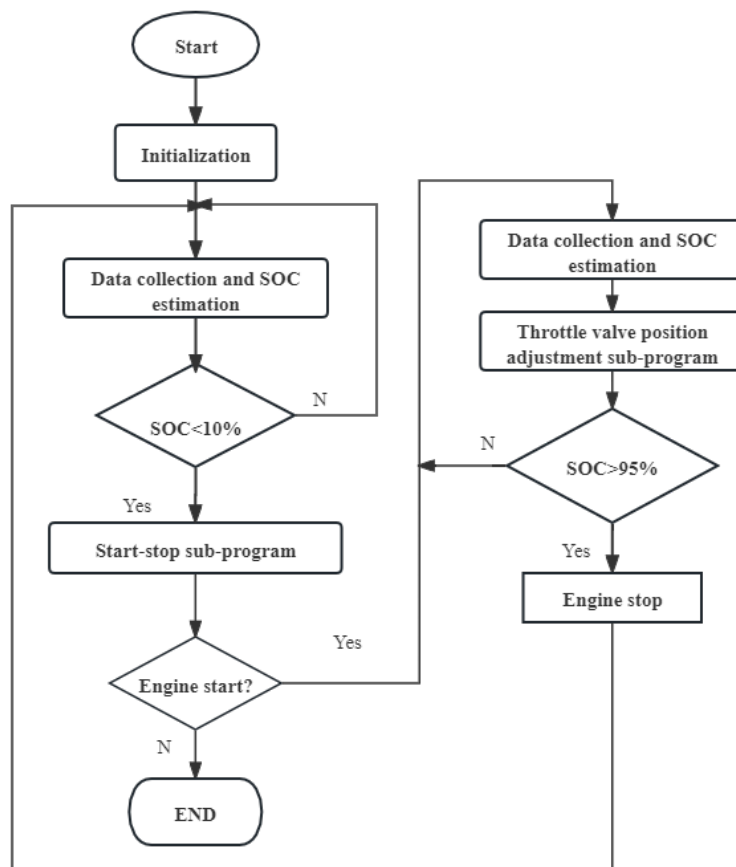 Start
Initialization
Data collection and SOC
estimation
SOC<10%
N
Yes
Start-stop sub-program
Engine start?
Yes
N
END
Data collection and SOC
estimation
Throttle valve position
adjustment sub-program
SOC>95%
N
Yes
Engine stop